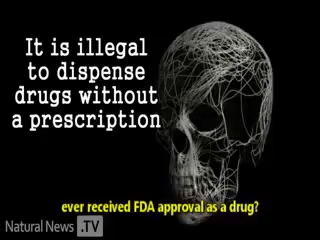 It is illegal
to dispense
drugs without
a prescription
ever received FDA approval as a drug?
Natural News .TV